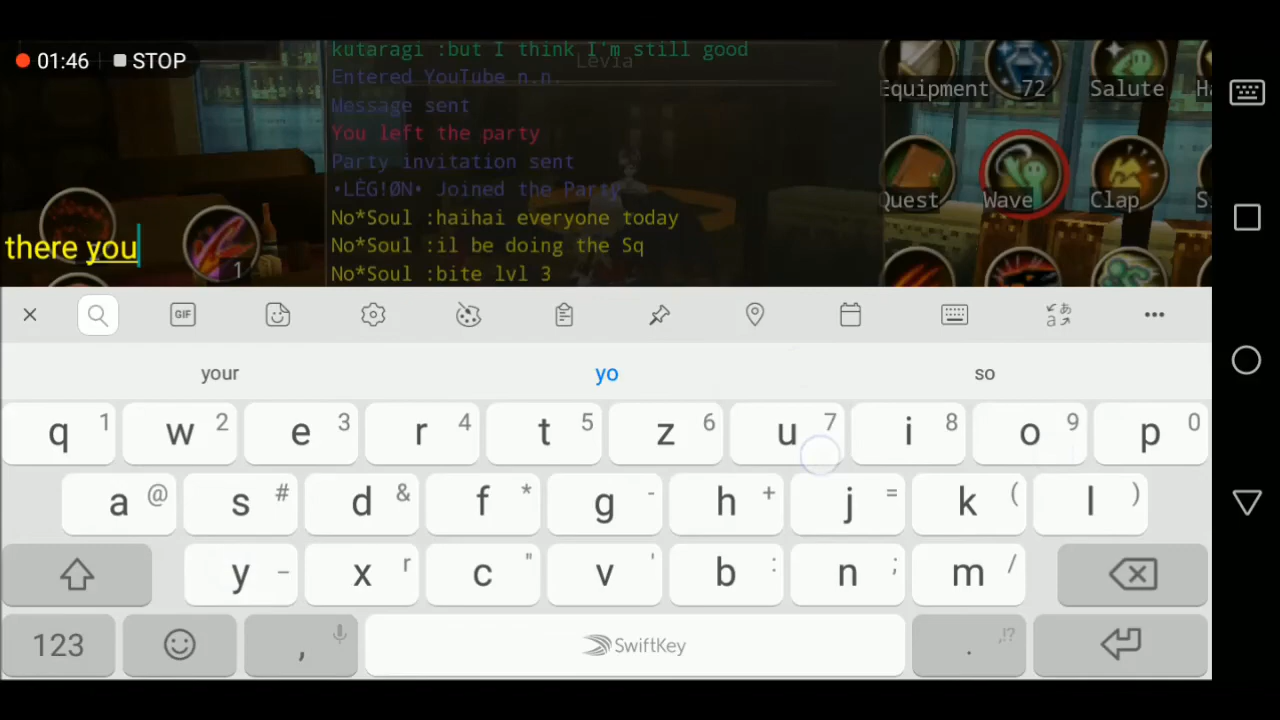 01:46 STOP
kutaragi :but I think I'm still good
Levia
Entered YouTube n.n.
Message sent
You left the party
Party invitation sent
•LÈG!ØN• Joined the Party
No*Soul :haihai everyone today
No*Soul :il be doing the Sq
No*Soul :bite lvl 3
Equipment 72 Salute
Quest Wave Clap
there you
1
GIF
your yo so
q 1 w 2 e 3 r 4 t 5 z 6 u 7 i 8 o 9 p 0
a @ s # d & f * g - h + j = k ( l )
y – x r c " v ' b : n ; m /
123 , SwiftKey . ,!?